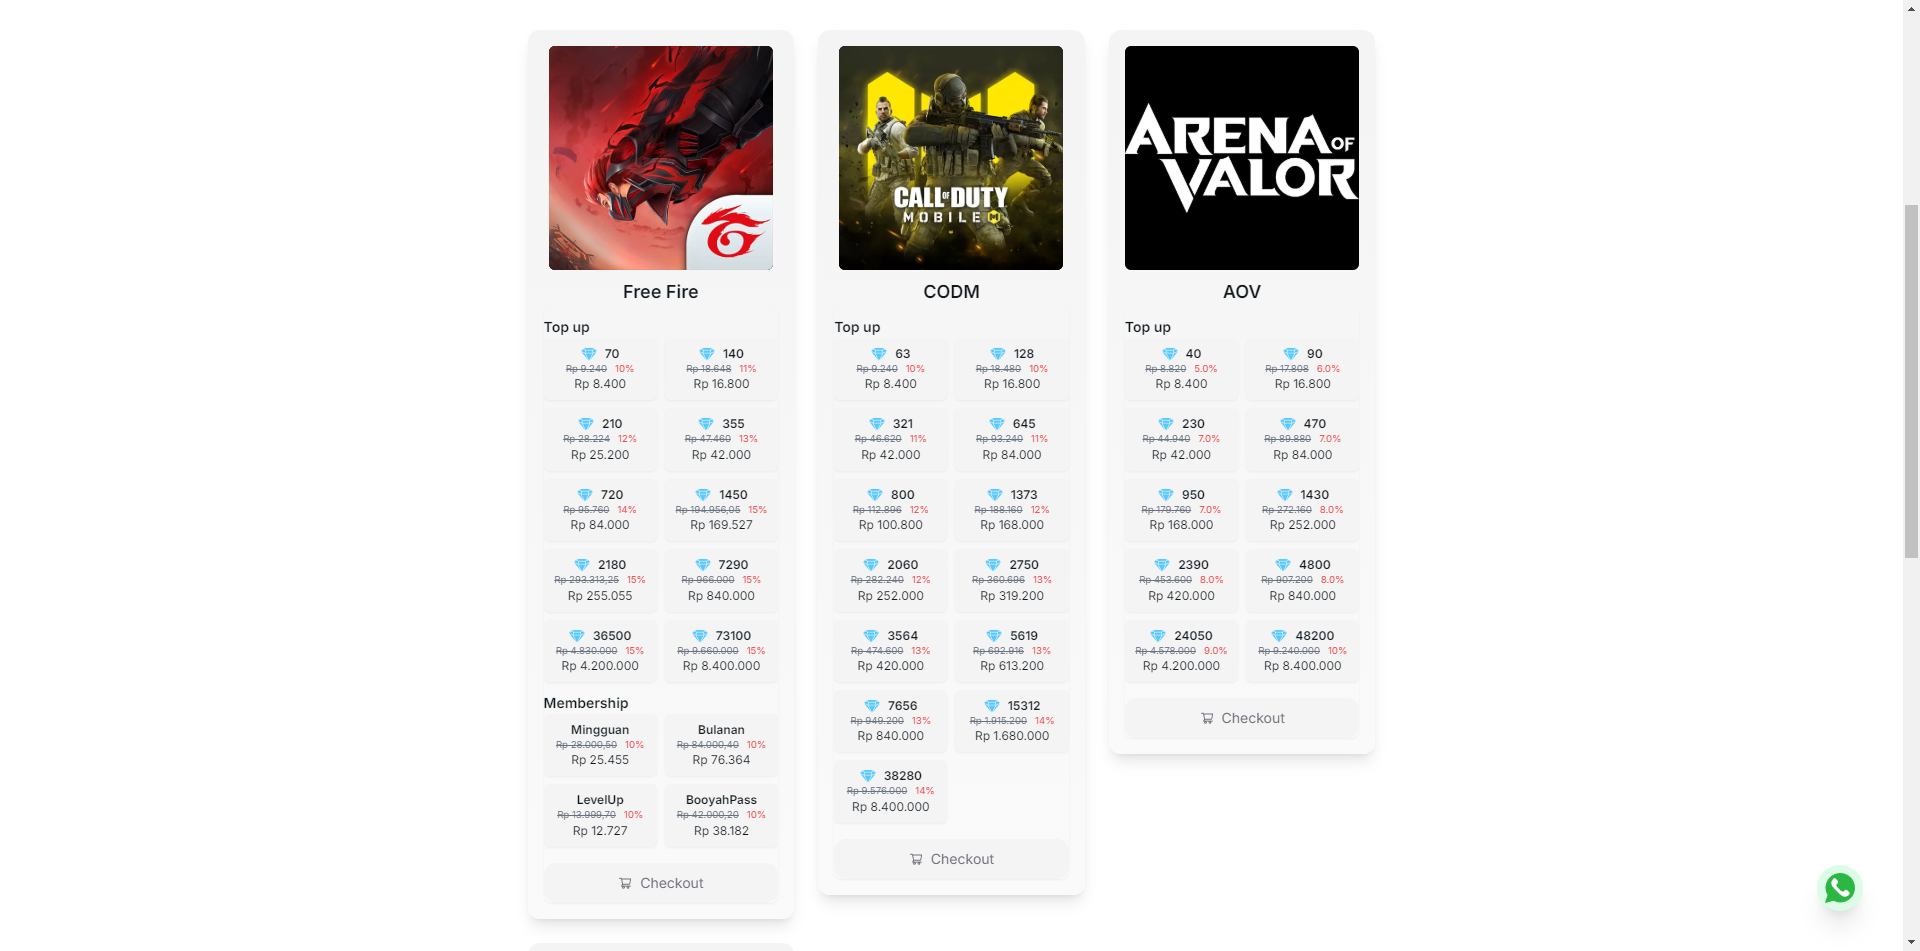 Free Fire
Top up
70
Rp 9.240 10%
Rp 8.400
140
Rp 18.648 11%
Rp 16.800
210
Rp 28.224 12%
Rp 25.200
355
Rp 47.460 13%
Rp 42.000
720
Rp 95.760 14%
Rp 84.000
1450
Rp 194.956,05 15%
Rp 169.527
2180
Rp 293.313,25 15%
Rp 255.055
7290
Rp 966.000 15%
Rp 840.000
36500
Rp 4.830.000 15%
Rp 4.200.000
73100
Rp 9.660.000 15%
Rp 8.400.000
Membership
Mingguan
Rp 28.000,50 10%
Rp 25.455
Bulanan
Rp 84.000,40 10%
Rp 76.364
LevelUp
Rp 13.999,70 10%
Rp 12.727
BooyahPass
Rp 42.000,20 10%
Rp 38.182
Checkout
CALL OF DUTY
MOBILE
CODM
Top up
63
Rp 9.240 10%
Rp 8.400
128
Rp 18.480 10%
Rp 16.800
321
Rp 46.620 11%
Rp 42.000
645
Rp 93.240 11%
Rp 84.000
800
Rp 112.896 12%
Rp 100.800
1373
Rp 188.160 12%
Rp 168.000
2060
Rp 282.240 12%
Rp 252.000
2750
Rp 360.696 13%
Rp 319.200
3564
Rp 474.600 13%
Rp 420.000
5619
Rp 692.916 13%
Rp 613.200
7656
Rp 949.200 13%
Rp 840.000
15312
Rp 1.915.200 14%
Rp 1.680.000
38280
Rp 9.576.000 14%
Rp 8.400.000
Checkout
ARENA OF
VALOR
AOV
Top up
40
Rp 8.820 5.0%
Rp 8.400
90
Rp 17.808 6.0%
Rp 16.800
230
Rp 44.940 7.0%
Rp 42.000
470
Rp 89.880 7.0%
Rp 84.000
950
Rp 179.760 7.0%
Rp 168.000
1430
Rp 272.160 8.0%
Rp 252.000
2390
Rp 453.600 8.0%
Rp 420.000
4800
Rp 907.200 8.0%
Rp 840.000
24050
Rp 4.578.000 9.0%
Rp 4.200.000
48200
Rp 9.240.000 10%
Rp 8.400.000
Checkout